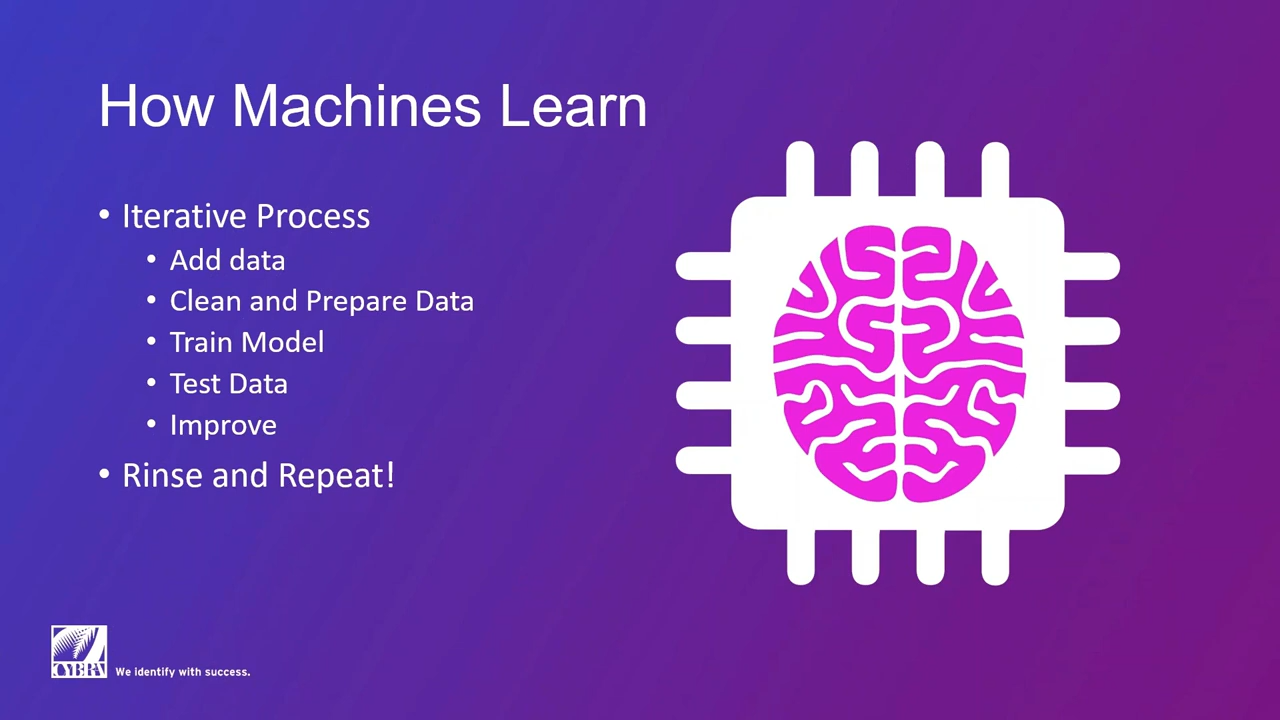 How Machines Learn
• Iterative Process
• Add data
• Clean and Prepare Data
• Train Model
• Test Data
• Improve
• Rinse and Repeat!
CYBRA
We identify with success.